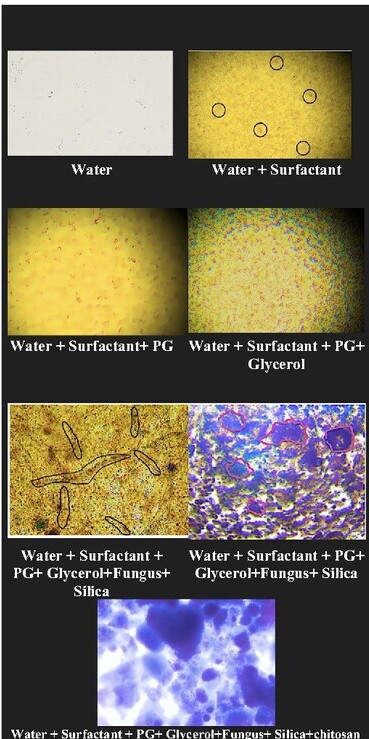 Water
Water + Surfactant
Water + Surfactant+ PG
Water + Surfactant + PG+
Glycerol
Water + Surfactant +
PG+ Glycerol+Fungus+
Silica
Water + Surfactant + PG+
Glycerol+Fungus+ Silica
Water + Surfactant + PG+ Glycerol+Fungus+ Silica+chitosan